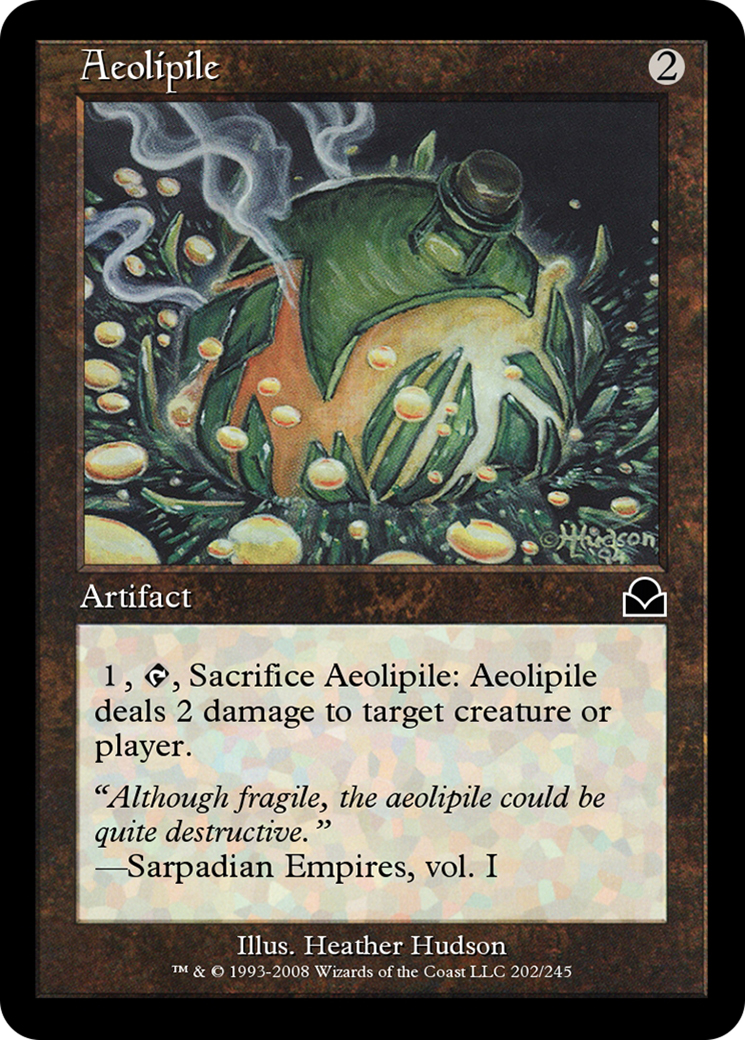 Aeolipile
2
©HHudson
94
Artifact
1, , Sacrifice Aeolipile: Aeolipile
deals 2 damage to target creature or
player.
“Although fragile, the aeolipile could be
quite destructive.”
—Sarpadian Empires, vol. I
Illus. Heather Hudson
™ & © 1993-2008 Wizards of the Coast LLC 202/245